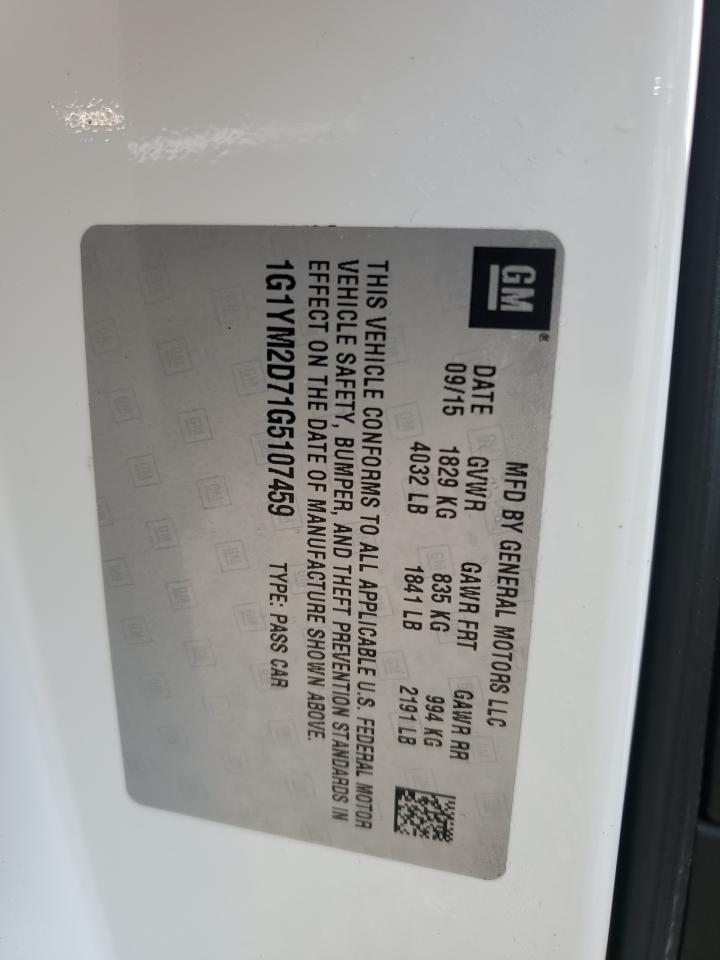 GM
MFD BY GENERAL MOTORS LLC
DATE GVWR GAWR FRT GAWR RR
09/15 1829 KG 835 KG 994 KG
4032 LB 1841 LB 2191 LB
THIS VEHICLE CONFORMS TO ALL APPLICABLE U.S. FEDERAL MOTOR
VEHICLE SAFETY, BUMPER, AND THEFT PREVENTION STANDARDS IN
EFFECT ON THE DATE OF MANUFACTURE SHOWN ABOVE.
1G1YM2D71G5107459 TYPE: PASS CAR